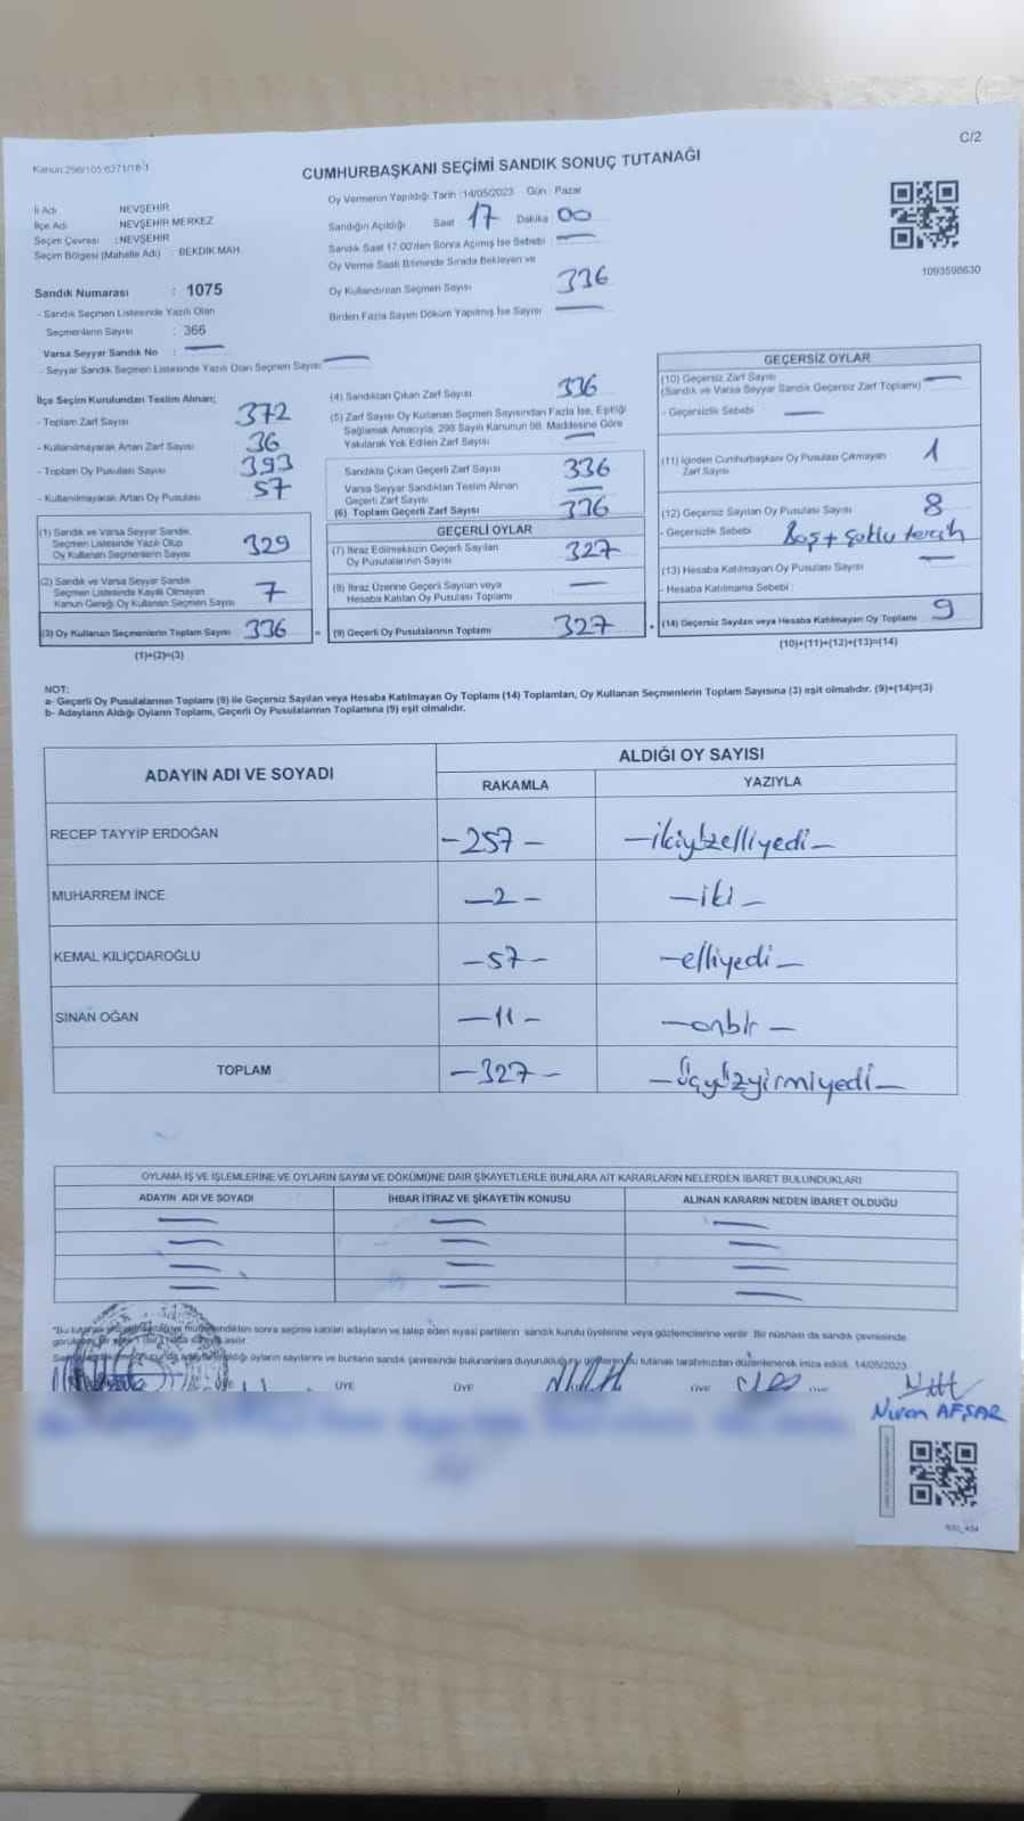 C/2
Kanun:298/105 6271/18-1
CUMHURBAŞKANI SEÇİMİ SANDIK SONUÇ TUTANAĞI
Oy Vermenin Yapıldığı Tarih :14/05/2023 Gün : Pazar
İl Adı NEVŞEHİR
İlçe Adı NEVŞEHİR MERKEZ
Seçim Çevresi :NEVŞEHİR
Seçim Bölgesi (Mahalle Adı) : BEKDİK MAH.
Sandığın Açıldığı Saat 17 Dakika 00
Sandık Saat 17:00'den Sonra Açılmış İse Sebebi : —
Oy Verme Saati Bitiminde Sırada Bekleyen ve
Oy Kullandırılan Seçmen Sayısı 336
Birden Fazla Sayım Döküm Yapılmış İse Sayısı —
1093598630
Sandık Numarası : 1075
- Sandık Seçmen Listesinde Yazılı Olan
Seçmenlerin Sayısı : 366
Varsa Seyyar Sandık No : —
- Seyyar Sandık Seçmen Listesinde Yazılı Olan Seçmen Sayısı —
İlçe Seçim Kurulundan Teslim Alınan;
- Toplam Zarf Sayısı 372
- Kullanılmayarak Artan Zarf Sayısı 36
- Toplam Oy Pusulası Sayısı 393
- Kullanılmayarak Artan Oy Pusulası 57
(1) Sandık ve Varsa Seyyar Sandık
Seçmen Listesinde Yazılı Olup
Oy Kullanan Seçmenlerin Sayısı 329
(2) Sandık ve Varsa Seyyar Sandık
Seçmen Listesinde Kayıtlı Olmayan
Kanun Gereği Oy Kullanan Seçmen Sayısı 7
(3) Oy Kullanan Seçmenlerin Toplam Sayısı 336
(1)+(2)=(3)
(4) Sandıktan Çıkan Zarf Sayısı 336
(5) Zarf Sayısı Oy Kullanan Seçmen Sayısından Fazla İse, Eşitliği
Sağlamak Amacıyla, 298 Sayılı Kanunun 98. Maddesine Göre
Yakılarak Yok Edilen Zarf Sayısı —
Sandıkta Çıkan Geçerli Zarf Sayısı 336
Varsa Seyyar Sandıktan Teslim Alınan
Geçerli Zarf Sayısı —
(6) Toplam Geçerli Zarf Sayısı 336
GEÇERLİ OYLAR
(7) İtiraz Edilmeksizin Geçerli Sayılan
Oy Pusulalarının Sayısı 327
(8) İtiraz Üzerine Geçerli Sayılan veya
Hesaba Katılan Oy Pusulası Toplamı —
(9) Geçerli Oy Pusulalarının Toplamı 327
GEÇERSİZ OYLAR
(10) Geçersiz Zarf Sayısı —
(Sandık ve Varsa Seyyar Sandık Geçersiz Zarf Toplamı)
- Geçersizlik Sebebi —
(11) İçinden Cumhurbaşkanı Oy Pusulası Çıkmayan
Zarf Sayısı 1
(12) Geçersiz Sayılan Oy Pusulası Sayısı 8
- Geçersizlik Sebebi Boş + Çoklu tercih
(13) Hesaba Katılmayan Oy Pusulası Sayısı —
- Hesaba Katılmama Sebebi :
(14) Geçersiz Sayılan veya Hesaba Katılmayan Oy Toplamı 9
(10)+(11)+(12)+(13)=(14)
NOT:
a- Geçerli Oy Pusulalarının Toplamı (9) ile Geçersiz Sayılan veya Hesaba Katılmayan Oy Toplamı (14) Toplamları, Oy Kullanan Seçmenlerin Toplam Sayısına (3) eşit olmalıdır. (9)+(14)=(3)
b- Adayların Aldığı Oyların Toplamı, Geçerli Oy Pusulalarının Toplamına (9) eşit olmalıdır.
ADAYIN ADI VE SOYADI ALDIĞI OY SAYISI
RAKAMLA YAZIYLA
RECEP TAYYİP ERDOĞAN -257- -ikiyüzelliyedi-
MUHARREM İNCE -2- -iki-
KEMAL KILIÇDAROĞLU -57- -elliyedi-
SİNAN OĞAN -11- -onbir-
TOPLAM -327- -üçyüzyirmiyedi-
OYLAMA İŞ VE İŞLEMLERİNE VE OYLARIN SAYIM VE DÖKÜMÜNE DAİR ŞİKAYETLERLE BUNLARA AİT KARARLARIN NELERDEN İBARET BULUNDUKLARI
ADAYIN ADI VE SOYADI İHBAR İTİRAZ VE ŞİKAYETİN KONUSU ALINAN KARARIN NEDEN İBARET OLDUĞU
sonra seçime katılan adayların ve talep eden siyasi partilerin sandık kurulu üyelerine veya gözlemcilerine verilir. Bir nüshası da sandık çevresinde
oyların sayılarını ve bunların sandık çevresinde bulunanlara duyurulduğunu tutanak tarafımızdan düzenlenerek imza edildi. 14/05/2023
ÜYE ÜYE ÜYE
Nuran AFŞAR